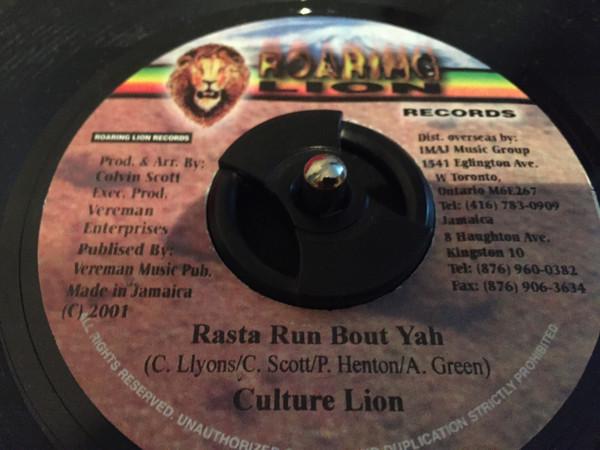 ROARING
LION
RECORDS
ROARING LION RECORDS
Prod. & Arr. By:
Colvin Scott
Exec. Prod.
Vereman
Enterprises
Publised By:
Vereman Music Pub.
Made in Jamaica
(C) 2001
Dist. overseas by:
IMAJ Music Group
1541 Eglington Ave.
W Toronto,
Ontario M6E267
Tel: (416) 783-0909
Jamaica
8 Haughton Ave.
Kingston 10
Tel: (876) 960-0382
Fax: (876) 906-3634
Rasta Run Bout Yah
(C. Llyons/C. Scott/P. Henton/A. Green)
Culture Lion
ALL RIGHTS RESERVED. UNAUTHORIZED AND DUPLICATION STRICTLY PROHIBITED